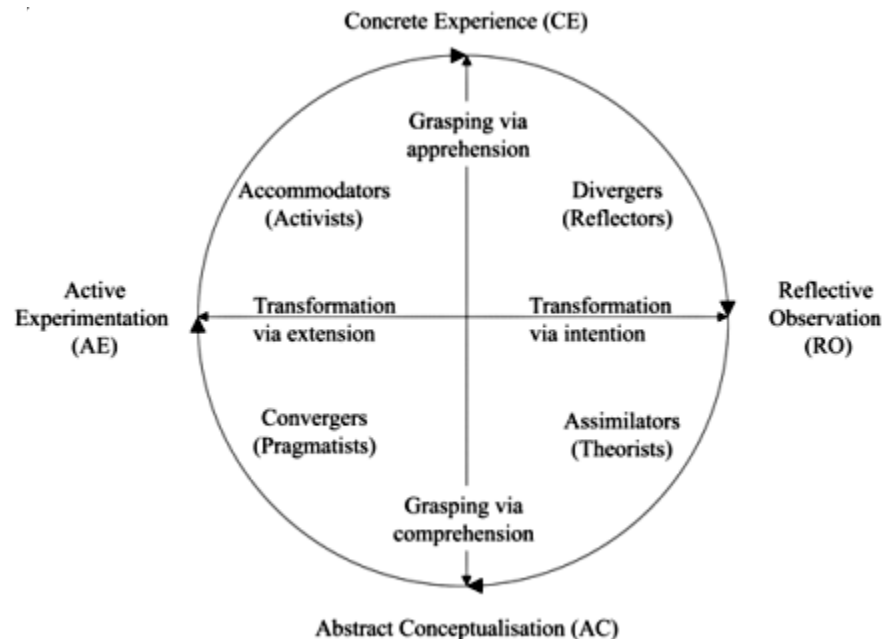 Concrete Experience (CE)
Grasping via
apprehension
Accommodators
(Activists)
Divergers
(Reflectors)
Active
Experimentation
(AE)
Transformation
via extension
Transformation
via intention
Reflective
Observation
(RO)
Convergers
(Pragmatists)
Assimilators
(Theorists)
Grasping via
comprehension
Abstract Conceptualisation (AC)